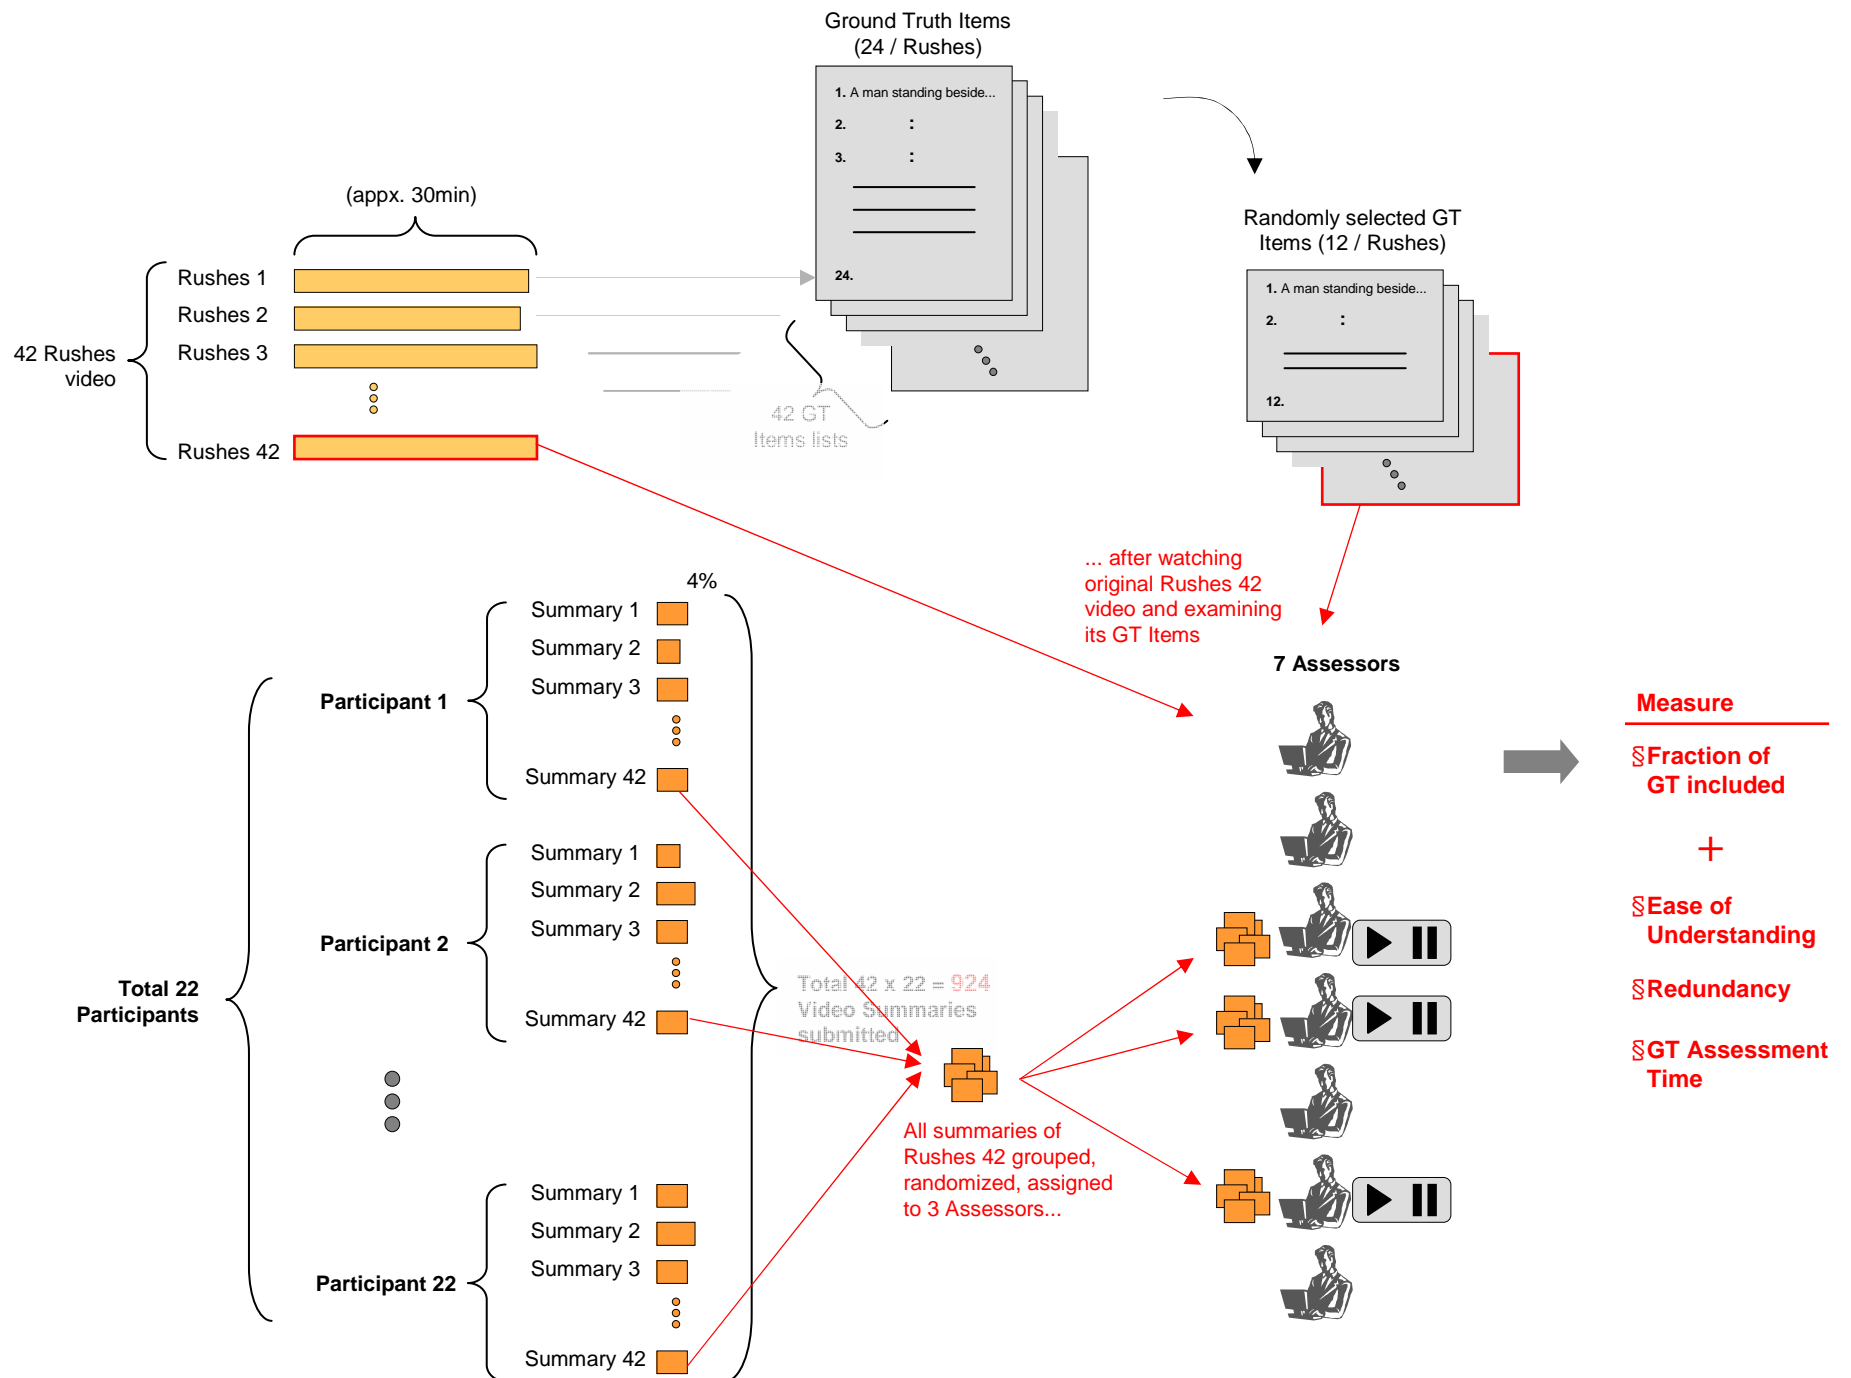 Ground Truth Items
(24 / Rushes)
1. A man standing beside...
2. :
3. :
24.
Randomly selected GT
Items (12 / Rushes)
1. A man standing beside...
2. :
12.
(appx. 30min)
42 Rushes
video
Rushes 1
Rushes 2
Rushes 3
Rushes 42
42 GT
Items lists
... after watching
original Rushes 42
video and examining
its GT Items
4%
Total 22
Participants
Participant 1
Summary 1
Summary 2
Summary 3
Summary 42
Participant 2
Summary 1
Summary 2
Summary 3
Summary 42
Participant 22
Summary 1
Summary 2
Summary 3
Summary 42
Total 42 x 22 = 924
Video Summaries
submitted
All summaries of
Rushes 42 grouped,
randomized, assigned
to 3 Assessors...
7 Assessors
Measure
§Fraction of
GT included
+
§Ease of
Understanding
§Redundancy
§GT Assessment
Time